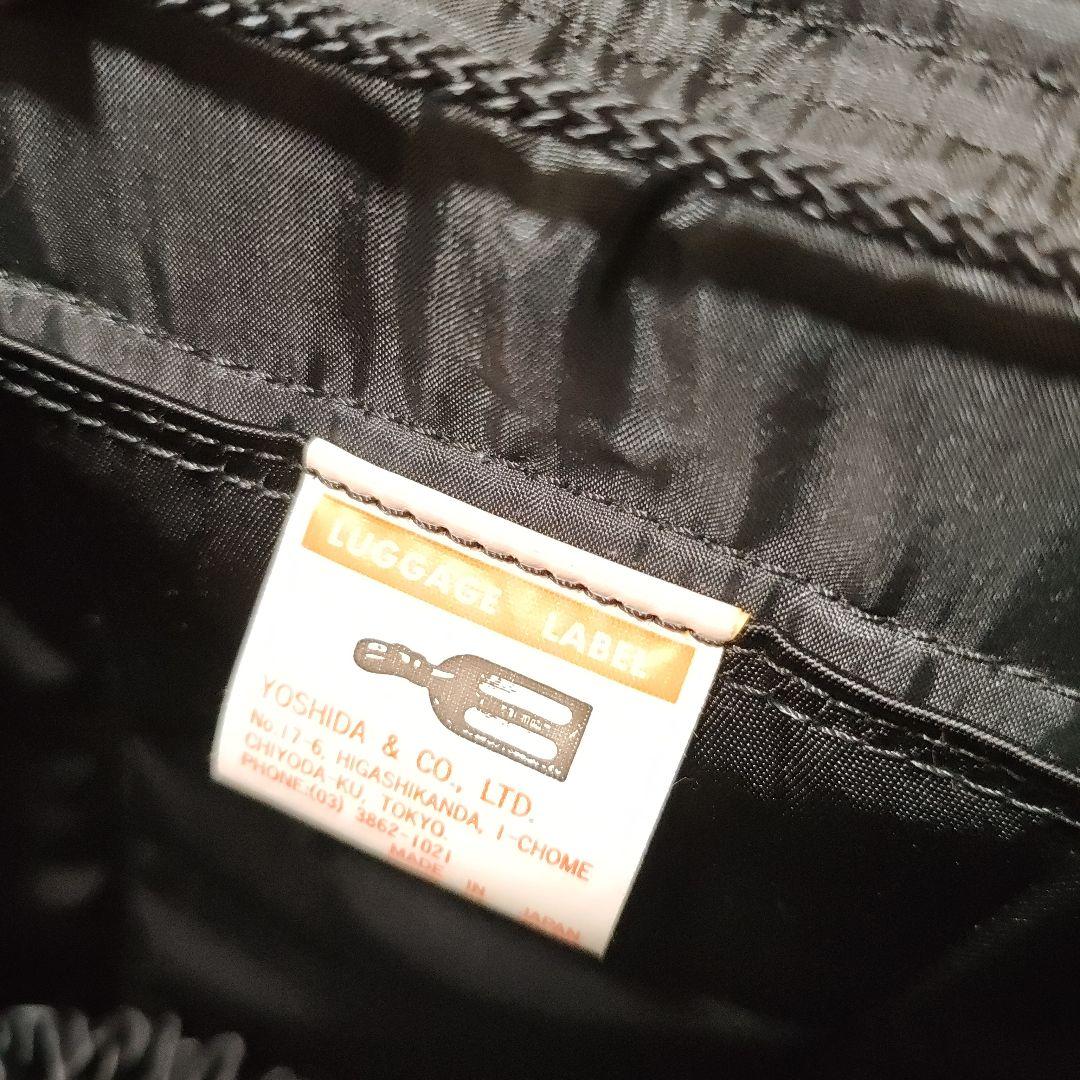 LUGGAGE LABEL
YOSHIDA & CO., LTD.
No.17-6, HIGASHIKANDA, 1-CHOME
CHIYODA-KU, TOKYO.
PHONE:(03) 3862-1021
MADE IN JAPAN